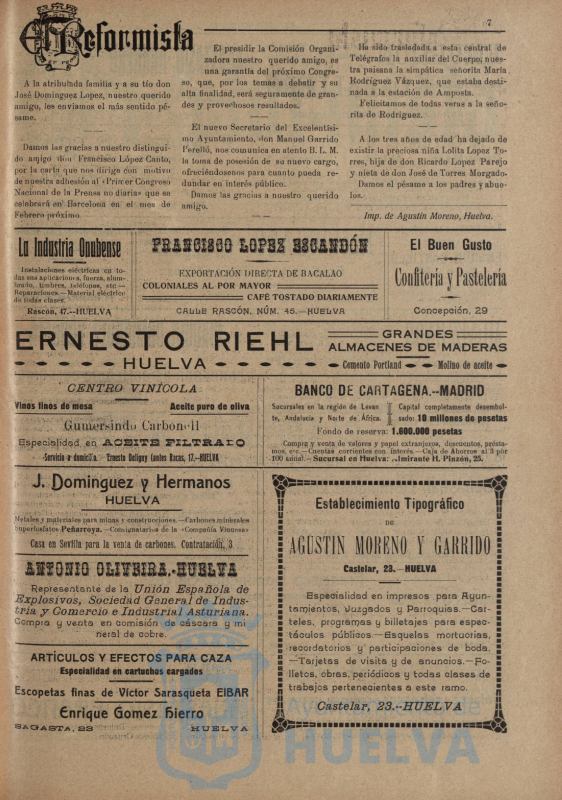 El Reformista
7
A la atribulada familia y a su tío don
José Dominguez Lopez, nuestro querido
amigo, les enviamos el más sentido pé-
same.
Damos las gracias a nuestro distingui-
do amigo don Francisco López Canto,
por la carta que nos dirige con motivo
de nuestra adhesión al «Primer Congreso
Nacional de la Prensa no diaria» que se
celebrará en Barcelona en el mes de
Febrero próximo.
El presidir la Comisión Organi-
zadora nuestro querido amigo, es
una garantía del próximo Congre-
so, que, por los temas a debatir y su
alta finalidad, será seguramente de gran-
des y provechosos resultados.
El nuevo Secretario del Excelentísi-
mo Ayuntamiento, don Manuel Garrido
Perelló, nos comunica en atento B. L. M.
la toma de posesión de su nuevo cargo,
ofreciéndosenos para cuanto pueda re-
dundar en interés público.
Damos las gracias a nuestro querido
amigo.
Ha sido trasladada a esta central de
Telégrafos la auxiliar del Cuerpo, nues-
tra paisana la simpática señorita María
Rodríguez Vázquez, que estaba desti-
nada a la estación de Amposta.
Felicitamos de todas veras a la seño-
rita de Rodríguez.
A los tres años de edad ha dejado de
existir la preciosa niña Lolita Lopez To-
rres, hija de don Ricardo Lopez Parejo
y nieta de don José de Torres Morgado.
Damos el pésame a los padres y abue-
los.
Imp. de Agustín Moreno, Huelva.
La Industria Onubense
Instalaciones eléctricas en to-
das sus aplicaciones, fuerza, alum-
brado, timbres, teléfonos, etc.—
Reparaciones.—Material eléctrico
de todas clases.
Rascón, 47.--HUELVA
FRANCISCO LOPEZ ESCANDÓN
EXPORTACIÓN DIRECTA DE BACALAO
COLONIALES AL POR MAYOR
CAFÉ TOSTADO DIARIAMENTE
CALLE RASCÓN, NÚM. 45.—HUELVA
El Buen Gusto
Confitería y Pastelería
Concepción, 29
ERNESTO RIEHL
HUELVA
GRANDES
ALMACENES DE MADERAS
Cemento Portland
Molino de aceite
CENTRO VINÍCOLA
Vinos finos de mesa
Aceite puro de oliva
Gumersindo Carbonell
Especialidad en ACEITE FILTRADO
Servicio a domicilio.—Ernesto Deligny (antes Racas, 17.--HUELVA
BANCO DE CARTAGENA.--MADRID
Sucursales en la región de Levan
te, Andalucia y Norte de África.
Capital completamente desembol-
sado: 10 millones de pesetas
Fondo de reserva: 1.600.000 pesetas
Compra y venta de valores y papel extranjeros, descuentos, présta-
mos, etc.—Cuentas corrientes con interés.—Caja de Ahorros al 3 por
100 anual.—Sucursal en Huelva: Almirante H. Pinzón, 25.
J. Dominguez y Hermanos
HUELVA
Metales y materiales para minas y construcciones.—Carbones minerales
Superfosfatos Peñarroya.—Consignatarios de la
Casa en Sevilla para la venta de carbones. Contratación, 3
ANTONIO OLIVEIRA.-HUELVA
Representante de la Unión Española de
Explosivos, Sociedad General de Indus-
tria y Comercio e Industrial Asturiana.
Compra y venta en comisión de cáscara y mi
neral de cobre.
ARTÍCULOS Y EFECTOS PARA CAZA
Especialidad en cartuchos cargados
Escopetas finas de Víctor Sarasqueta EIBAR
Enrique Gomez Hierro
SAGASTA, 23
HUELVA
Establecimiento Tipográfico
DE
AGUSTIN MORENO Y GARRIDO
Castelar, 23.--HUELVA
Especialidad en impresos para Ayun-
tamientos, Juzgados y Parroquias.—Car-
teles, programas y billetajes para espec-
táculos públicos.—Esquelas mortuorias,
recordatorios y participaciones de boda.
—Tarjetas de visita y de anuncios.—Fo-
lletos, obras, periódicos y todas clases de
trabajos pertenecientes a este ramo.
Castelar, 23.--HUELVA
HUELVA